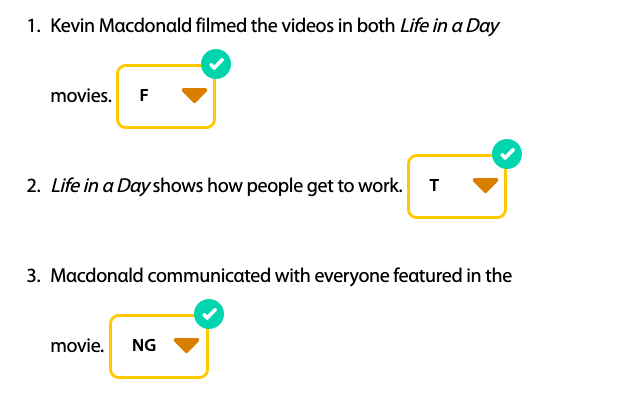 1. Kevin Macdonald filmed the videos in both Life in a Day
movies. F
2. Life in a Day shows how people get to work. T
3. Macdonald communicated with everyone featured in the
movie. NG